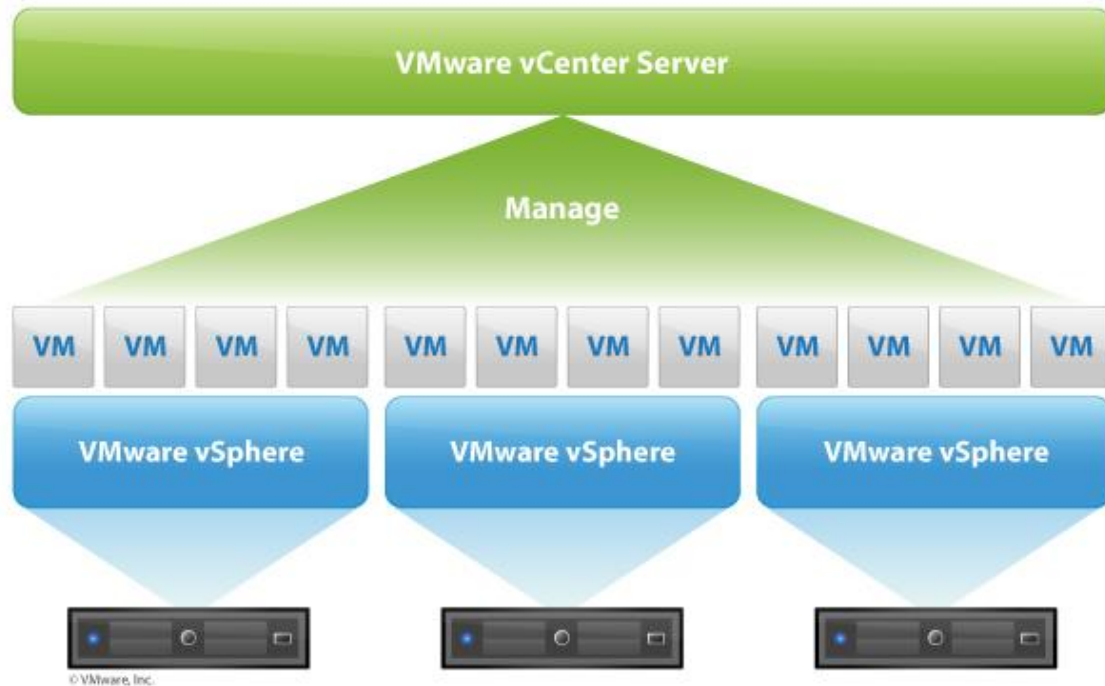 VMware vCenter Server
Manage
VM VM VM VM VM VM VM VM VM VM VM VM
VMware vSphere VMware vSphere VMware vSphere
© VMware, Inc.